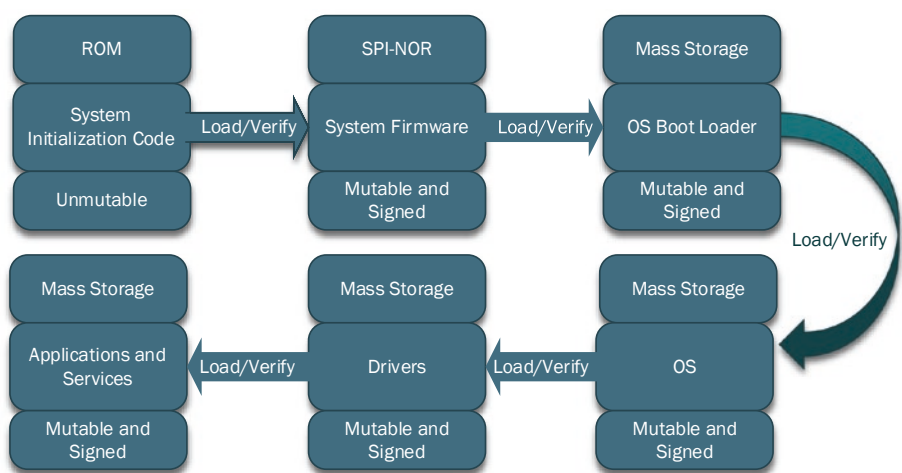 ROM
System
Initialization Code
Unmutable
Load/Verify
SPI-NOR
System Firmware
Mutable and
Signed
Load/Verify
Mass Storage
OS Boot Loader
Mutable and
Signed
Load/Verify
Mass Storage
OS
Mutable and
Signed
Load/Verify
Mass Storage
Drivers
Mutable and
Signed
Load/Verify
Mass Storage
Applications and
Services
Mutable and
Signed